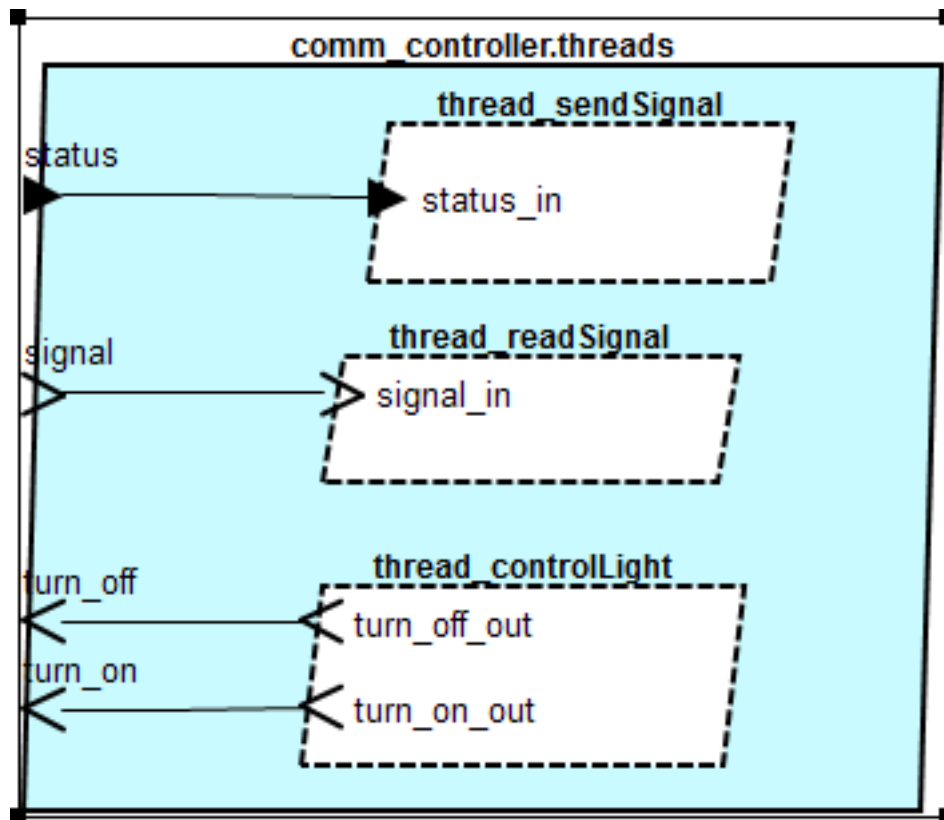 comm_controller.threads
thread_sendSignal
status
status_in
thread_readSignal
signal
signal_in
thread_controlLight
turn_off
turn_off_out
turn_on
turn_on_out